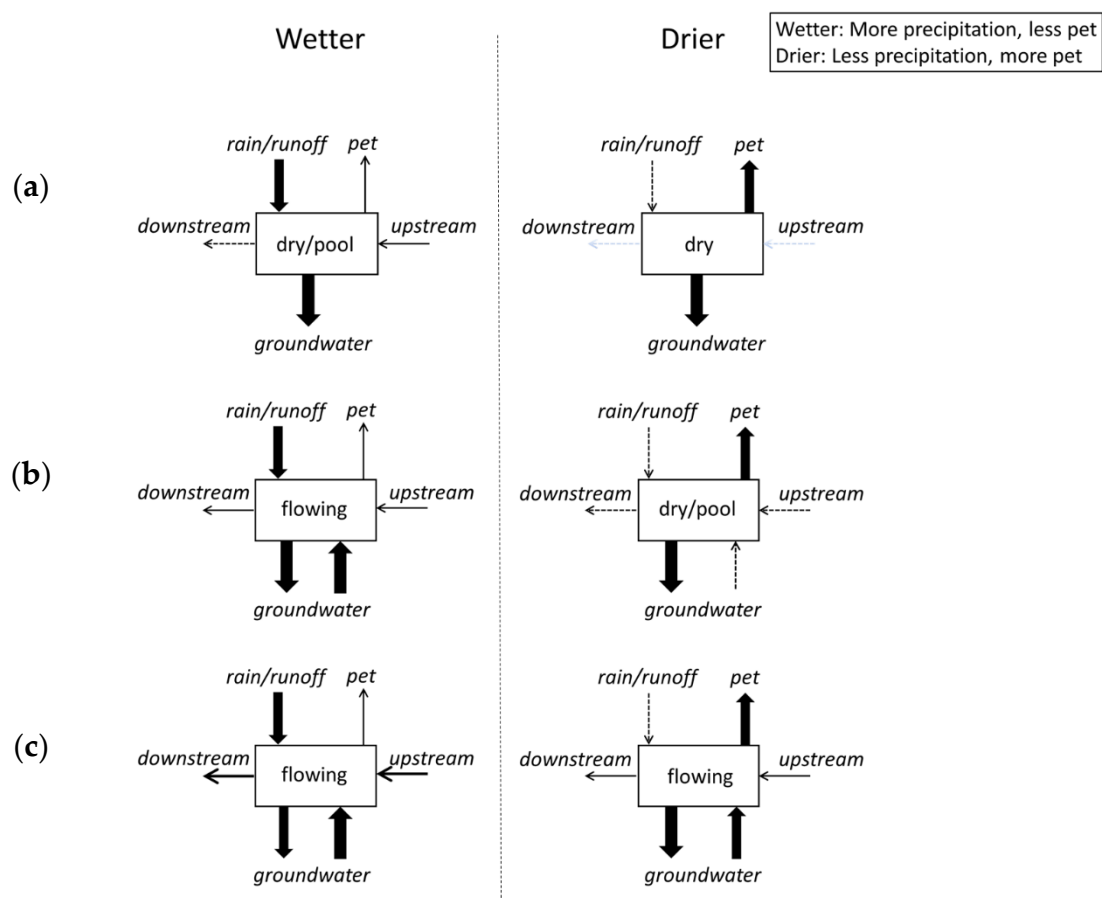 Wetter
Drier
Wetter: More precipitation, less pet
Drier: Less precipitation, more pet
(a)
rain/runoff
pet
downstream
upstream
dry/pool
groundwater
rain/runoff
pet
downstream
upstream
dry
groundwater
(b)
rain/runoff
pet
downstream
upstream
flowing
groundwater
rain/runoff
pet
downstream
upstream
dry/pool
groundwater
(c)
rain/runoff
pet
downstream
upstream
flowing
groundwater
rain/runoff
pet
downstream
upstream
flowing
groundwater